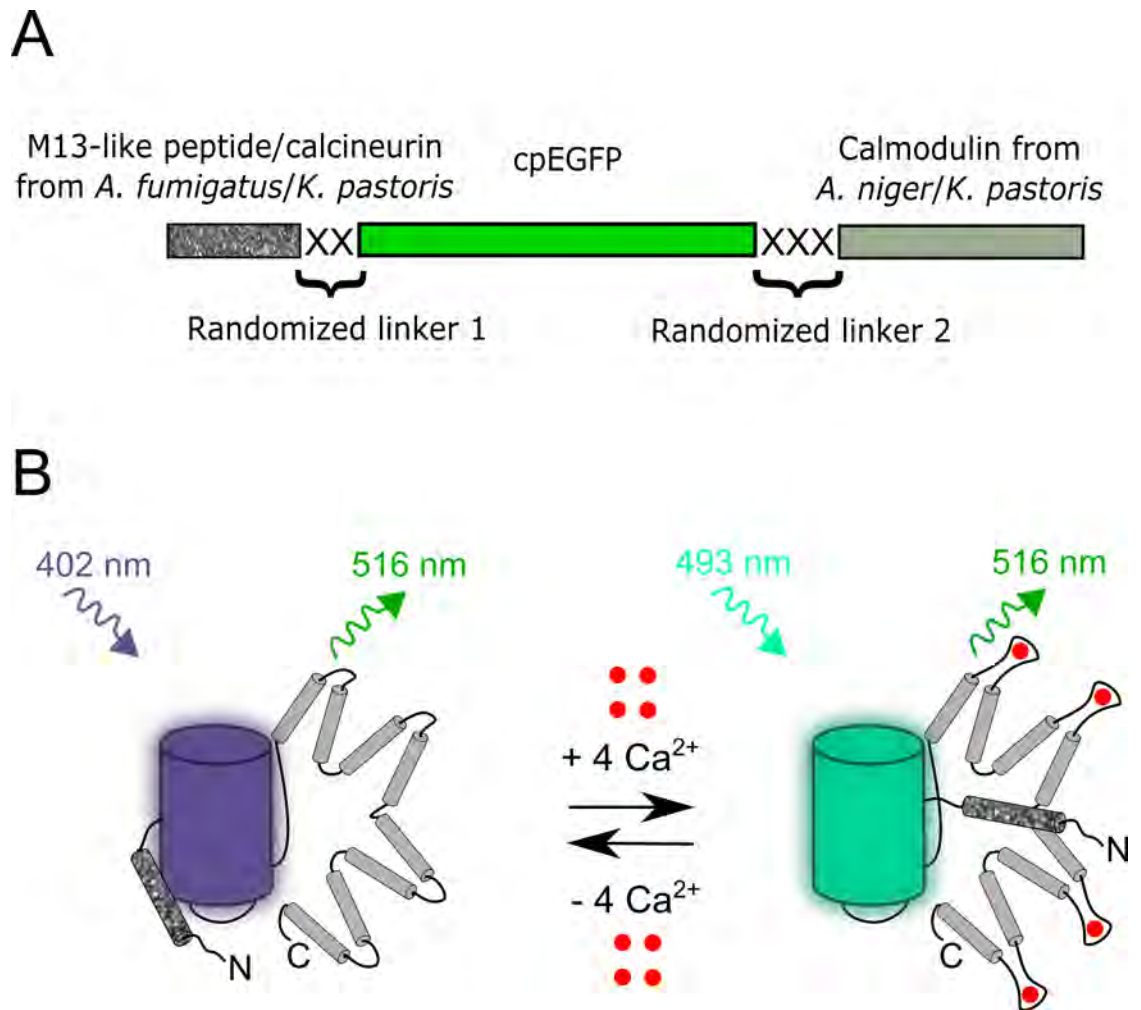 A
M13-like peptide/calcineurin
from A. fumigatus/K. pastoris
cpEGFP
Calmodulin from
A. niger/K. pastoris
XX
XXX
Randomized linker 1
Randomized linker 2
B
402 nm
516 nm
493 nm
516 nm
+ 4 Ca²⁺
- 4 Ca²⁺
N
C
N
C